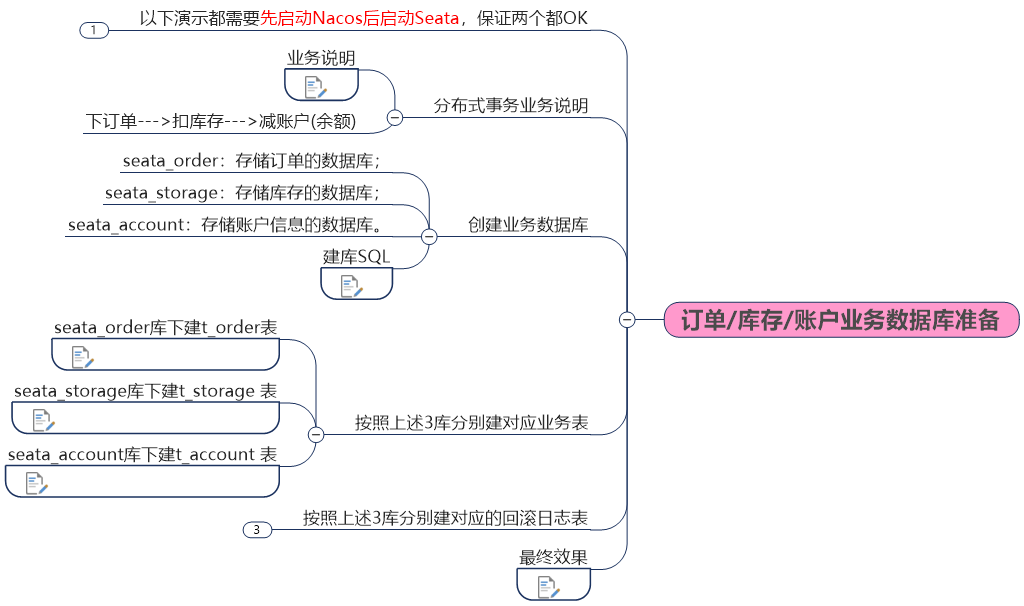 以下演示都需要先启动Nacos后启动Seata，保证两个都OK
1
业务说明
分布式事务业务说明
下订单--->扣库存--->减账户(余额)
seata_order：存储订单的数据库；
seata_storage：存储库存的数据库；
seata_account：存储账户信息的数据库。
创建业务数据库
建库SQL
订单/库存/账户业务数据库准备
seata_order库下建t_order表
seata_storage库下建t_storage 表
按照上述3库分别建对应业务表
seata_account库下建t_account 表
按照上述3库分别建对应的回滚日志表
3
最终效果